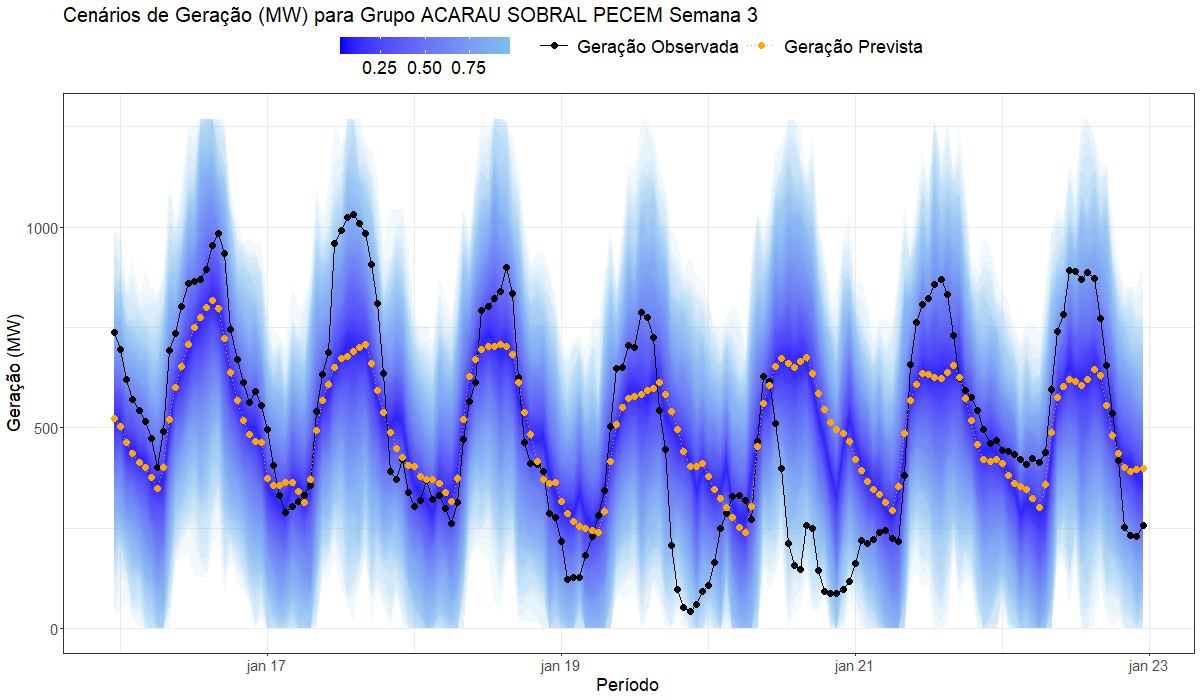 Cenários de Geração (MW) para Grupo ACARAU SOBRAL PECEM Semana 3
0.25 0.50 0.75
Geração Observada
Geração Prevista
Geração (MW)
1000
500
0
jan 17
jan 19
jan 21
jan 23
Período